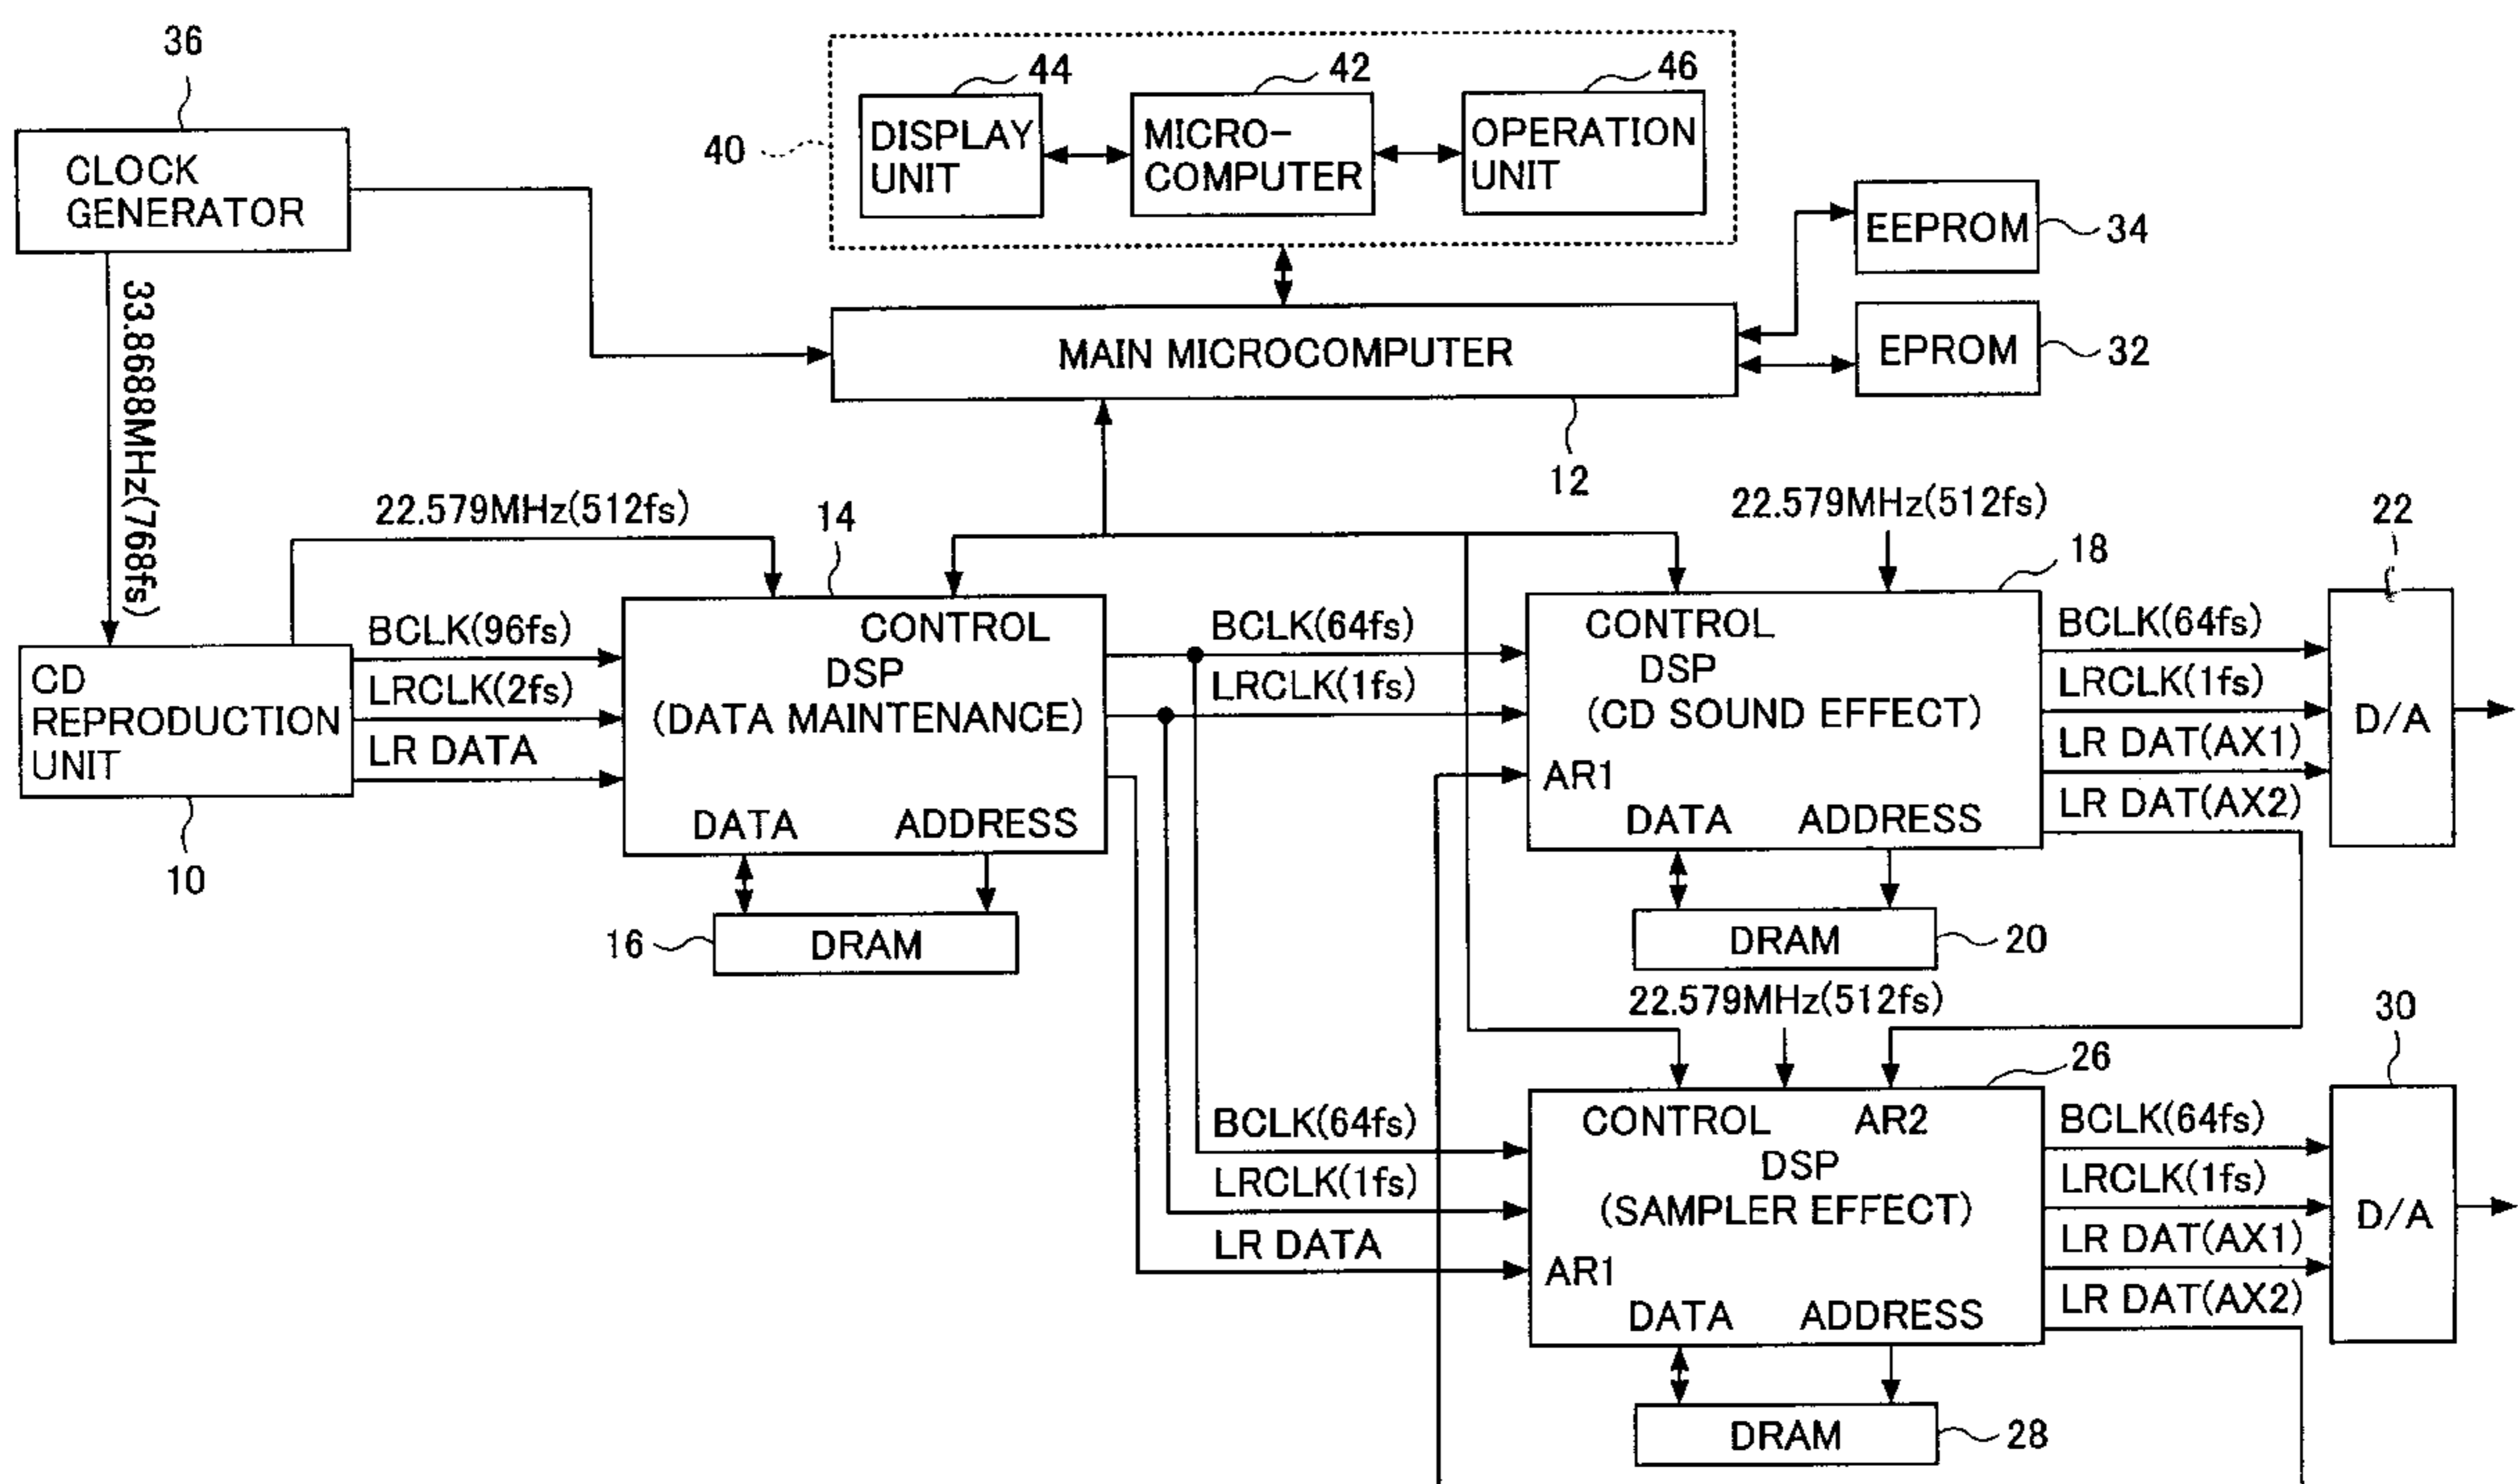 36
44
42
46
40
DISPLAY
UNIT
MICRO-
COMPUTER
OPERATION
UNIT
CLOCK
GENERATOR
EEPROM
34
EPROM
32
MAIN MICROCOMPUTER
12
33.8688MHz(768fs)
22.579MHz(512fs)
14
22.579MHz(512fs)
18
22
CD
REPRODUCTION
UNIT
10
BCLK(96fs)
LRCLK(2fs)
LR DATA
CONTROL
DSP
(DATA MAINTENANCE)
DATA
ADDRESS
16
DRAM
BCLK(64fs)
LRCLK(1fs)
CONTROL
DSP
(CD SOUND EFFECT)
AR1
DATA
ADDRESS
DRAM
20
BCLK(64fs)
LRCLK(1fs)
LR DAT(AX1)
LR DAT(AX2)
D/A
22.579MHz(512fs)
30
26
BCLK(64fs)
LRCLK(1fs)
LR DATA
CONTROL
AR2
DSP
(SAMPLER EFFECT)
AR1
DATA
ADDRESS
DRAM
28
BCLK(64fs)
LRCLK(1fs)
LR DAT(AX1)
LR DAT(AX2)
D/A